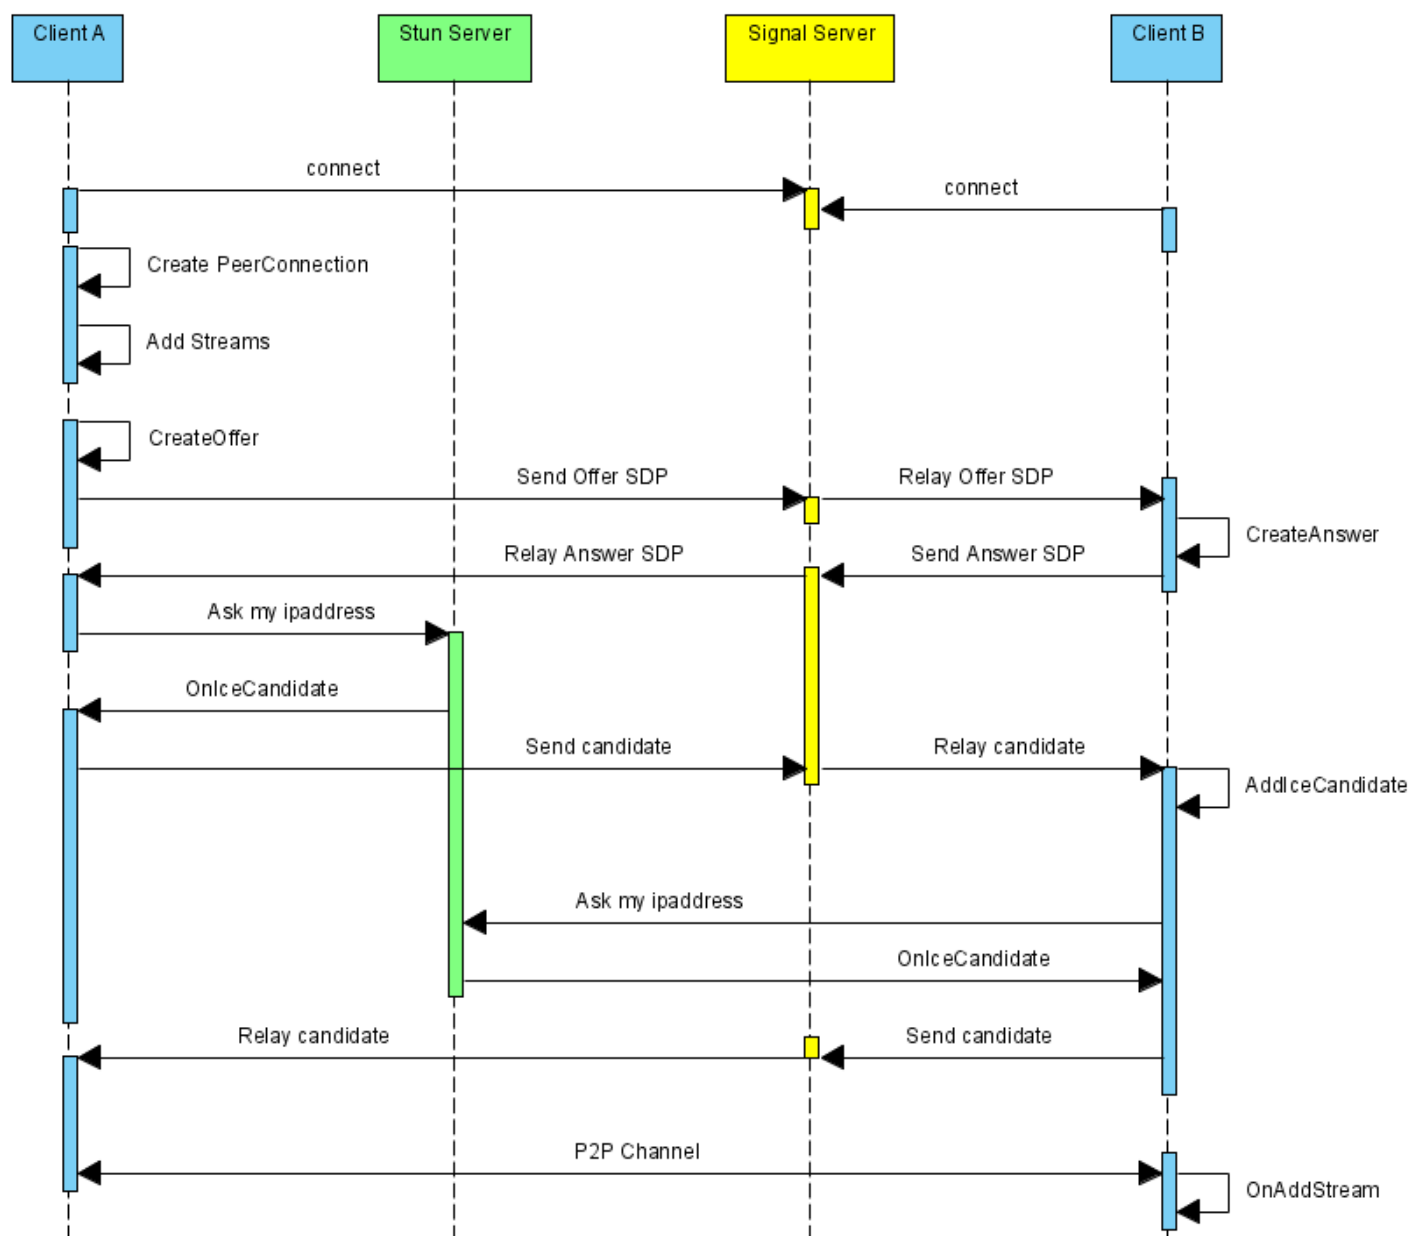 Client A
Stun Server
Signal Server
Client B
connect
connect
Create PeerConnection
Add Streams
CreateOffer
Send Offer SDP
Relay Offer SDP
CreateAnswer
Relay Answer SDP
Send Answer SDP
Ask my ipaddress
OnIceCandidate
Send candidate
Relay candidate
AddIceCandidate
Ask my ipaddress
OnIceCandidate
Relay candidate
Send candidate
P2P Channel
OnAddStream